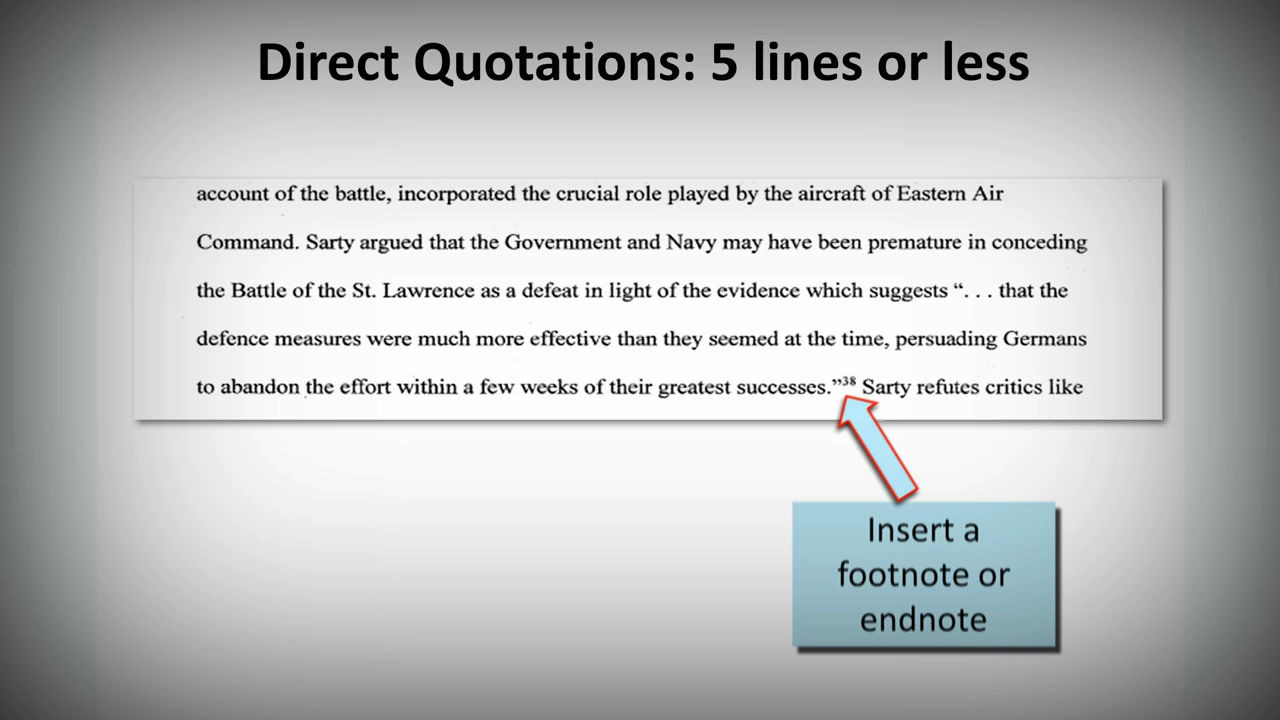 Direct Quotations: 5 lines or less
account of the battle, incorporated the crucial role played by the aircraft of Eastern Air
Command. Sarty argued that the Government and Navy may have been premature in conceding
the Battle of the St. Lawrence as a defeat in light of the evidence which suggests “. . . that the
defence measures were much more effective than they seemed at the time, persuading Germans
to abandon the effort within a few weeks of their greatest successes.”³⁸ Sarty refutes critics like
Insert a
footnote or
endnote